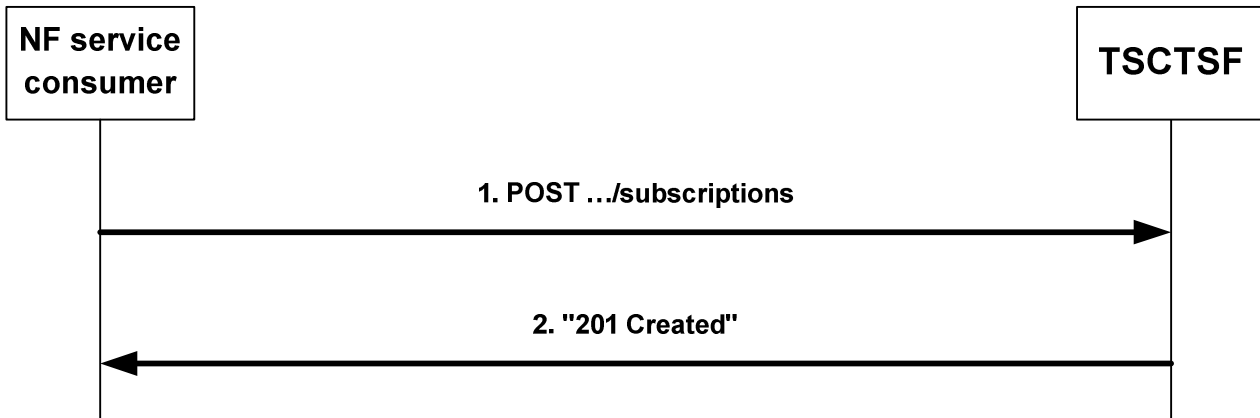 NF service
consumer
TSCTSF
1. POST …/subscriptions
2. "201 Created"